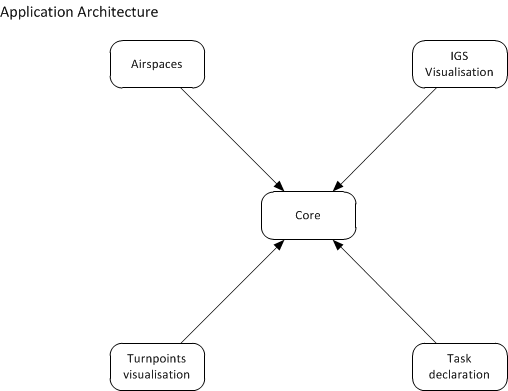 Application Architecture
Airspaces
IGS
Visualisation
Core
Turnpoints
visualisation
Task
declaration